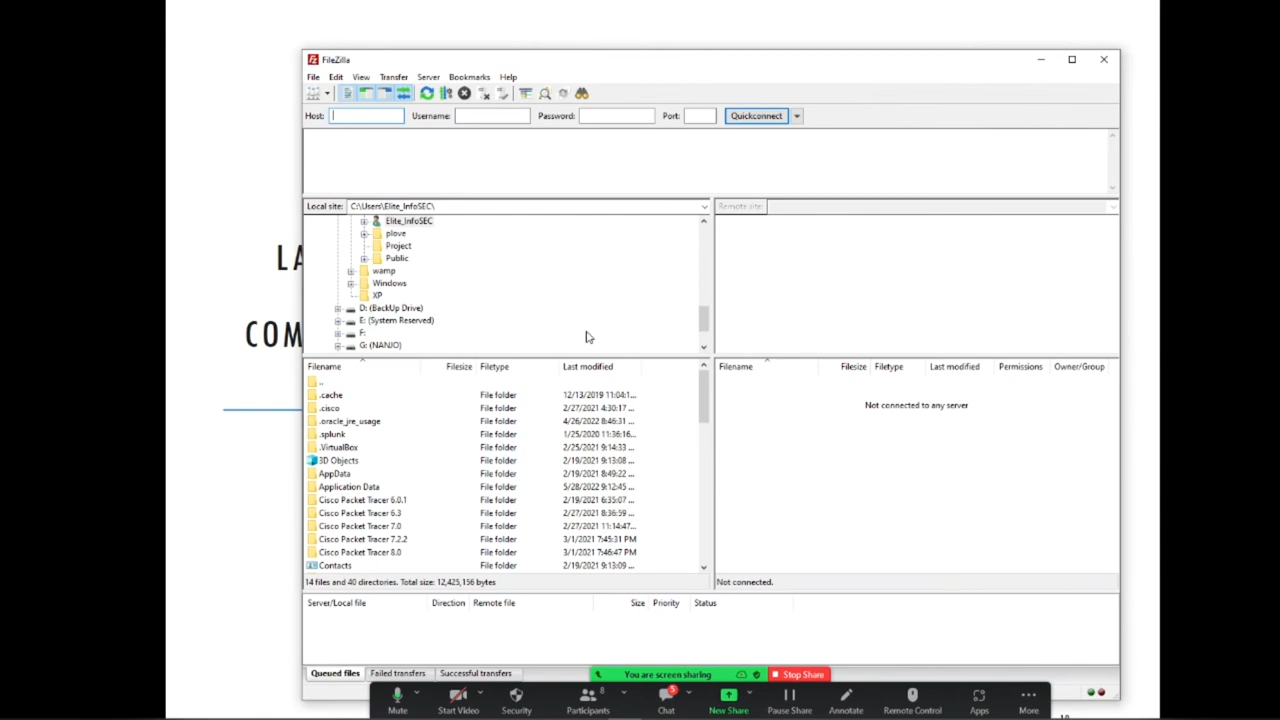 FileZilla
File Edit View Transfer Server Bookmarks Help
Host: Username: Password: Port: Quickconnect
Local site: C:\Users\Elite_InfoSEC\
Remote site:
Elite_InfoSEC
plove
Project
Public
wamp
Windows
XP
D: (BackUp Drive)
E: (System Reserved)
F:
G: (NANJO)
LA
COM
Filename Filesize Filetype Last modified
..
.cache File folder 12/13/2019 11:04:1...
.cisco File folder 2/27/2021 4:30:17 ...
.oracle_jre_usage File folder 4/26/2022 8:46:31 ...
.splunk File folder 1/25/2020 11:36:16...
.VirtualBox File folder 2/25/2021 9:14:33 ...
3D Objects File folder 2/19/2021 9:13:08 ...
AppData File folder 2/19/2021 8:49:22 ...
Application Data File folder 5/28/2022 9:12:45 ...
Cisco Packet Tracer 6.0.1 File folder 2/19/2021 6:35:07 ...
Cisco Packet Tracer 6.3 File folder 2/27/2021 8:36:59 ...
Cisco Packet Tracer 7.0 File folder 2/27/2021 11:14:47...
Cisco Packet Tracer 7.2.2 File folder 3/1/2021 7:45:31 PM
Cisco Packet Tracer 8.0 File folder 3/1/2021 7:46:47 PM
Contacts File folder 2/19/2021 9:13:09 ...
14 files and 40 directories. Total size: 12,425,156 bytes
Filename Filesize Filetype Last modified Permissions Owner/Group
Not connected to any server
Not connected.
Server/Local file Direction Remote file Size Priority Status
Queued files Failed transfers Successful transfers
You are screen sharing Stop Share
8
5
Mute Start Video Security Participants Chat New Share Pause Share Annotate Remote Control Apps More